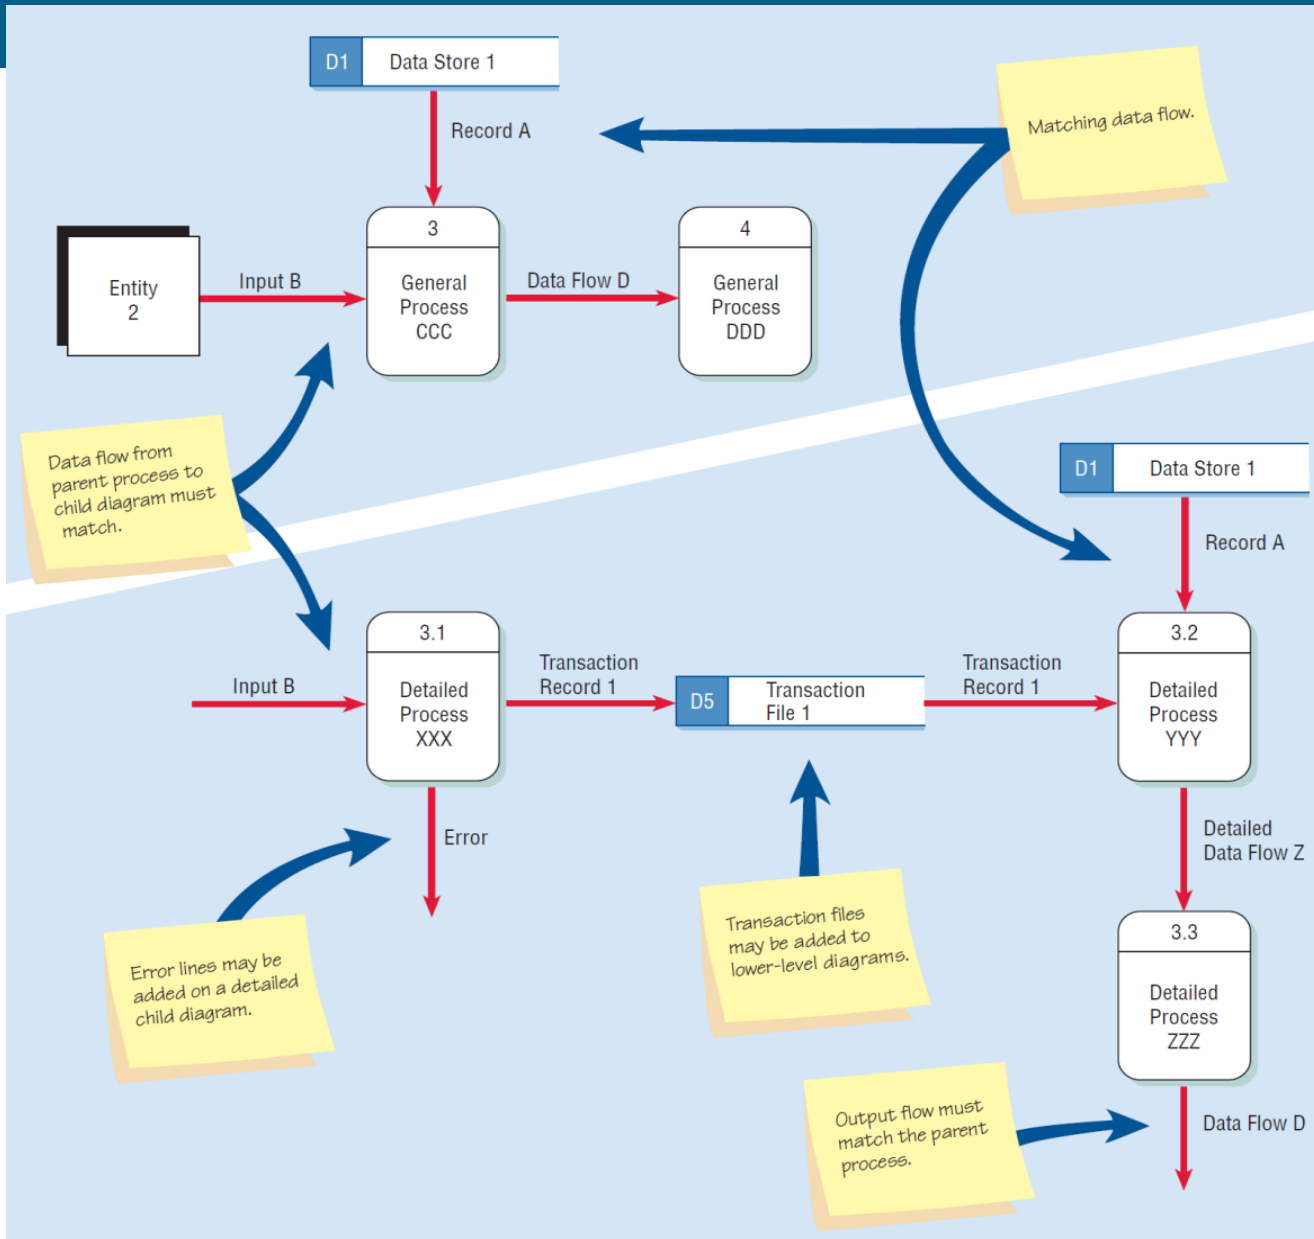 D1
Data Store 1
Record A
Matching data flow.
Entity
2
Input B
3
General
Process
CCC
Data Flow D
4
General
Process
DDD
Data flow from
parent process to
child diagram must
match.
D1
Data Store 1
Record A
Input B
3.1
Detailed
Process
XXX
Transaction
Record 1
D5
Transaction
File 1
Transaction
Record 1
3.2
Detailed
Process
YYY
Error
Detailed
Data Flow Z
Error lines may be
added on a detailed
child diagram.
Transaction files
may be added to
lower-level diagrams.
3.3
Detailed
Process
ZZZ
Output flow must
match the parent
process.
Data Flow D